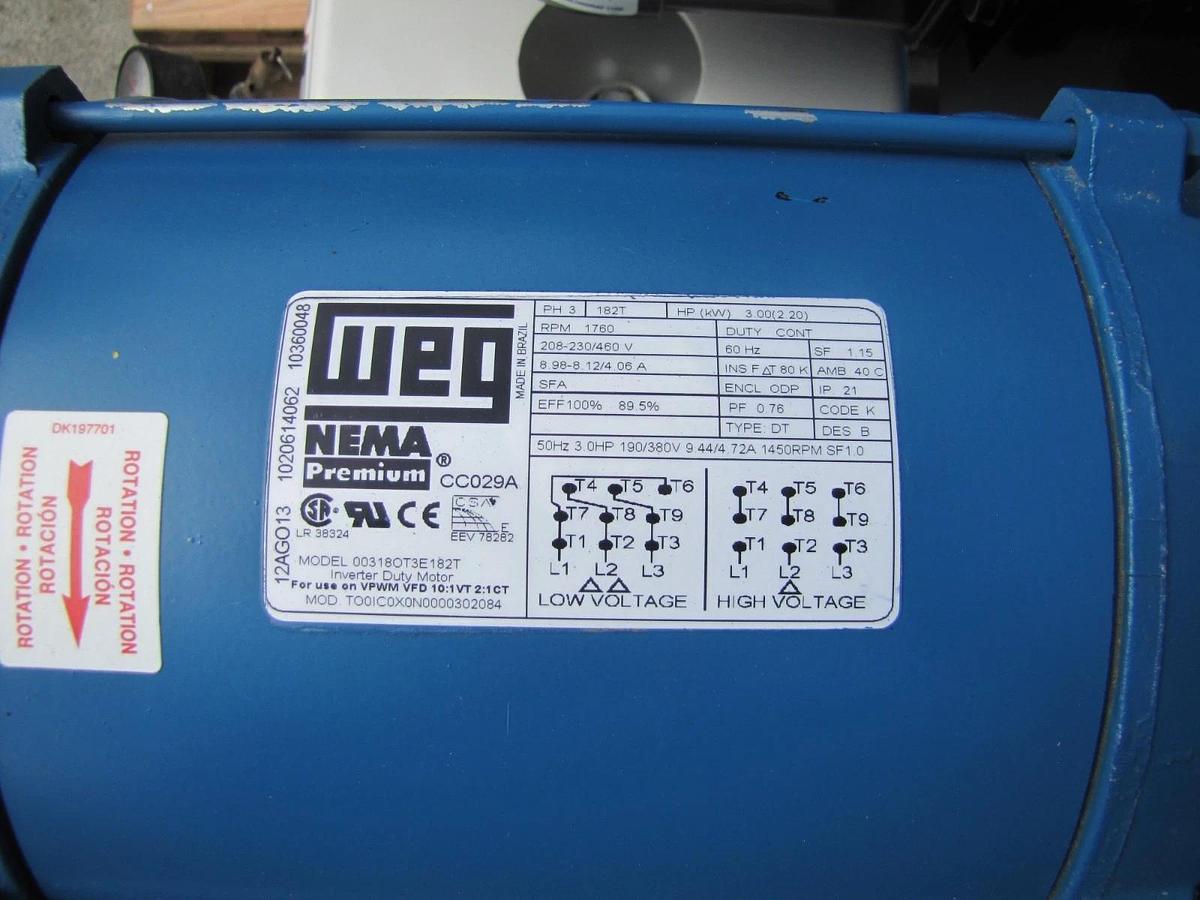 DK197701
ROTATION • ROTATION
ROTACIÓN
ROTATION • ROTATION
ROTACIÓN
12AGO13 1020614062 10360048
WEG
MADE IN BRAZIL
NEMA
Premium ®
CC029A
SA ® RU CE
LR 38324
CSA
E
EEV 78282
MODEL 00318OT3E182T
Inverter Duty Motor
For use on VPWM VFD 10:1VT 2:1CT
MOD. TO0IC0X0N0000302084
PH 3 182T HP (kW) 3.00(2.20)
RPM 1760 DUTY CONT
208-230/460 V 60 Hz SF 1.15
8.98-8.12/4.06 A INS F ΔT 80 K AMB 40 C
SFA ENCL ODP IP 21
EFF100% 89.5% PF 0.76 CODE K
TYPE: DT DES B
50Hz 3.0HP 190/380V 9.44/4.72A 1450RPM SF1.0
T4 T5 T6
T7 T8 T9
T1 T2 T3
L1 L2 L3
ΔΔ
LOW VOLTAGE
T4 T5 T6
T7 T8 T9
T1 T2 T3
L1 L2 L3
Δ
HIGH VOLTAGE